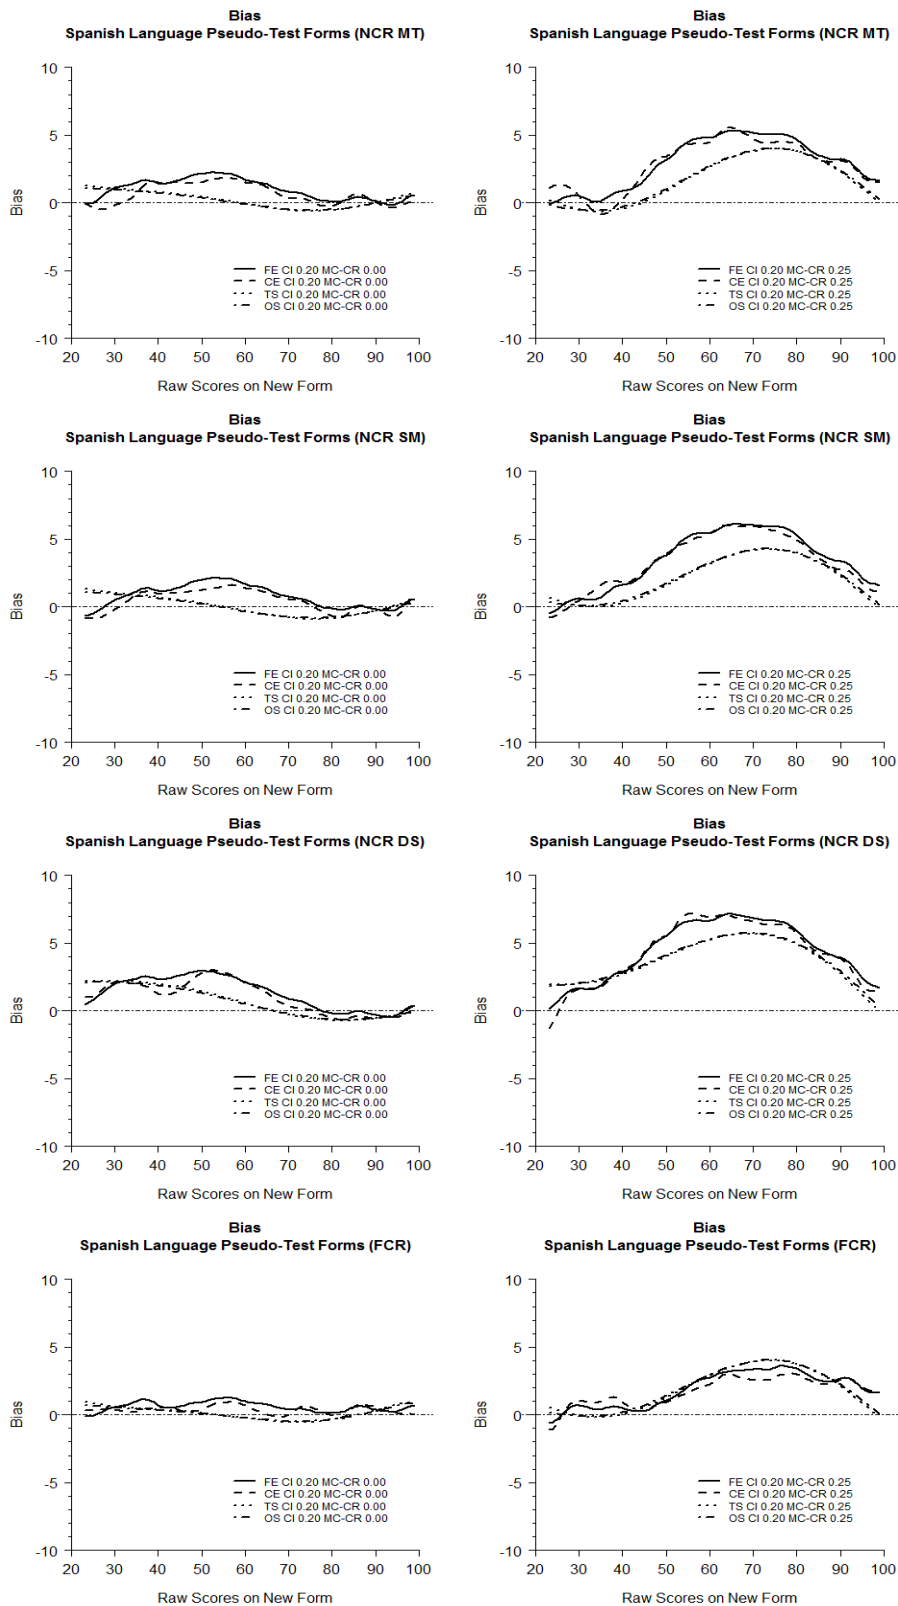 Bias
Spanish Language Pseudo-Test Forms (NCR MT)
10
5
0
-5
-10
Bias
FE CI 0.20 MC-CR 0.00
CE CI 0.20 MC-CR 0.00
TS CI 0.20 MC-CR 0.00
OS CI 0.20 MC-CR 0.00
20 30 40 50 60 70 80 90 100
Raw Scores on New Form
Bias
Spanish Language Pseudo-Test Forms (NCR MT)
10
5
0
-5
-10
Bias
FE CI 0.20 MC-CR 0.25
CE CI 0.20 MC-CR 0.25
TS CI 0.20 MC-CR 0.25
OS CI 0.20 MC-CR 0.25
20 30 40 50 60 70 80 90 100
Raw Scores on New Form
Bias
Spanish Language Pseudo-Test Forms (NCR SM)
10
5
0
-5
-10
Bias
FE CI 0.20 MC-CR 0.00
CE CI 0.20 MC-CR 0.00
TS CI 0.20 MC-CR 0.00
OS CI 0.20 MC-CR 0.00
20 30 40 50 60 70 80 90 100
Raw Scores on New Form
Bias
Spanish Language Pseudo-Test Forms (NCR SM)
10
5
0
-5
-10
Bias
FE CI 0.20 MC-CR 0.25
CE CI 0.20 MC-CR 0.25
TS CI 0.20 MC-CR 0.25
OS CI 0.20 MC-CR 0.25
20 30 40 50 60 70 80 90 100
Raw Scores on New Form
Bias
Spanish Language Pseudo-Test Forms (NCR DS)
10
5
0
-5
-10
Bias
FE CI 0.20 MC-CR 0.00
CE CI 0.20 MC-CR 0.00
TS CI 0.20 MC-CR 0.00
OS CI 0.20 MC-CR 0.00
20 30 40 50 60 70 80 90 100
Raw Scores on New Form
Bias
Spanish Language Pseudo-Test Forms (NCR DS)
10
5
0
-5
-10
Bias
FE CI 0.20 MC-CR 0.25
CE CI 0.20 MC-CR 0.25
TS CI 0.20 MC-CR 0.25
OS CI 0.20 MC-CR 0.25
20 30 40 50 60 70 80 90 100
Raw Scores on New Form
Bias
Spanish Language Pseudo-Test Forms (FCR)
10
5
0
-5
-10
Bias
FE CI 0.20 MC-CR 0.00
CE CI 0.20 MC-CR 0.00
TS CI 0.20 MC-CR 0.00
OS CI 0.20 MC-CR 0.00
20 30 40 50 60 70 80 90 100
Raw Scores on New Form
Bias
Spanish Language Pseudo-Test Forms (FCR)
10
5
0
-5
-10
Bias
FE CI 0.20 MC-CR 0.25
CE CI 0.20 MC-CR 0.25
TS CI 0.20 MC-CR 0.25
OS CI 0.20 MC-CR 0.25
20 30 40 50 60 70 80 90 100
Raw Scores on New Form